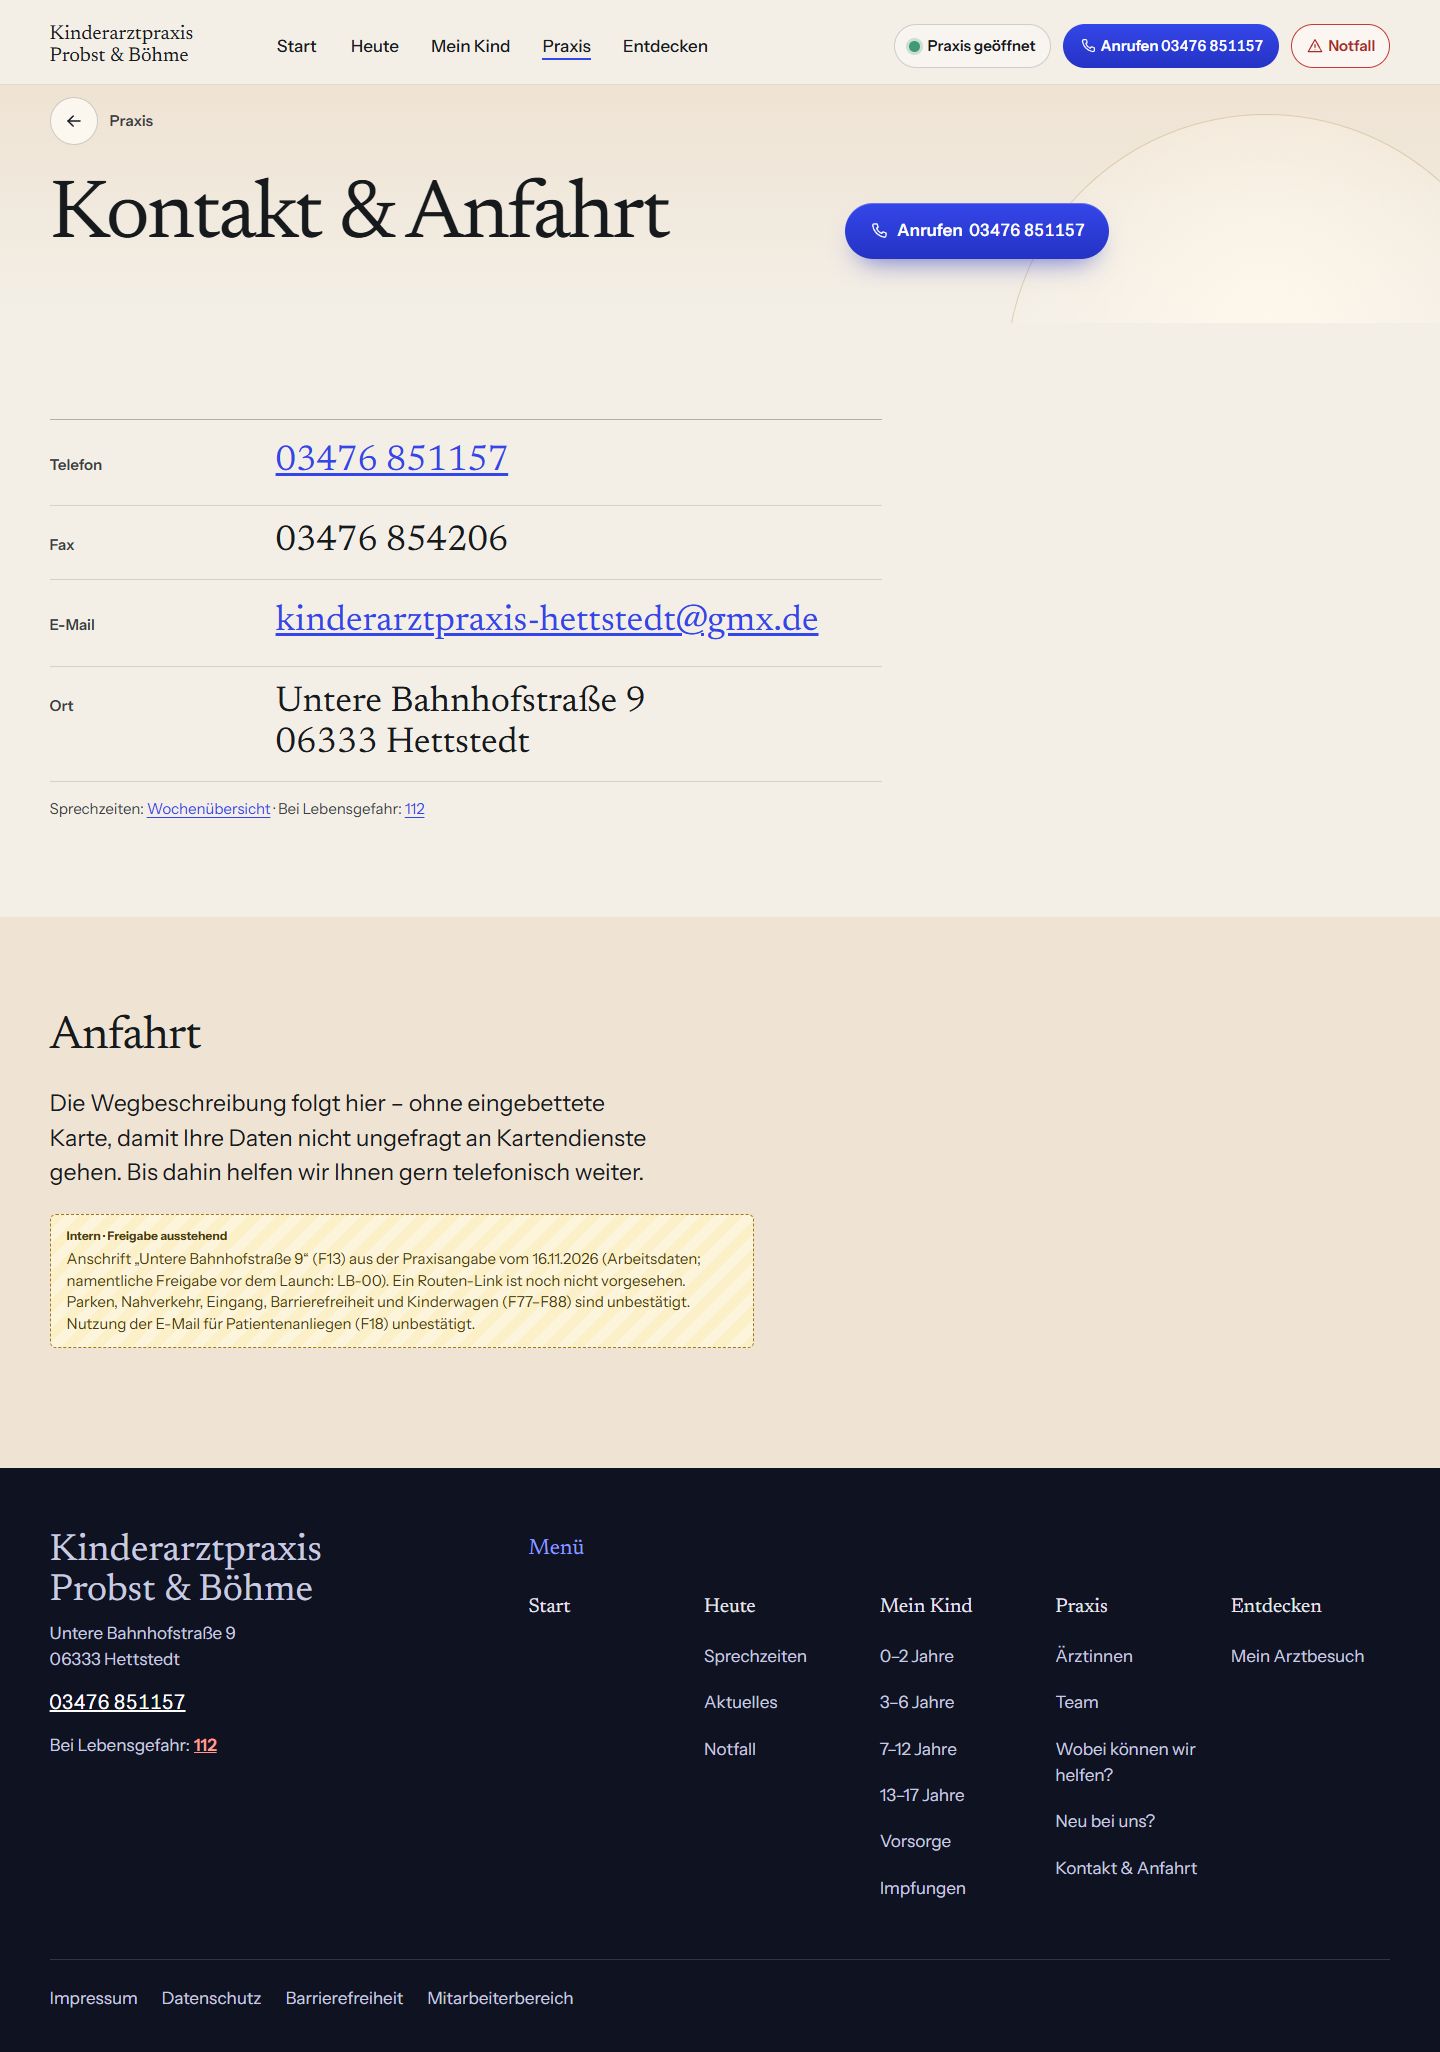 Kinderarztpraxis
Probst & Böhme
Start
Heute
Mein Kind
Praxis
Entdecken
Praxis geöffnet
Anrufen 03476 851157
Notfall
Praxis
Kontakt & Anfahrt
Anrufen 03476 851157
Telefon
03476 851157
Fax
03476 854206
E-Mail
kinderarztpraxis-hettstedt@gmx.de
Ort
Untere Bahnhofstraße 9
06333 Hettstedt
Sprechzeiten: Wochenübersicht · Bei Lebensgefahr: 112
Anfahrt
Die Wegbeschreibung folgt hier – ohne eingebettete
Karte, damit Ihre Daten nicht ungefragt an Kartendienste
gehen. Bis dahin helfen wir Ihnen gern telefonisch weiter.
Intern · Freigabe ausstehend
Anschrift „Untere Bahnhofstraße 9“ (F13) aus der Praxisangabe vom 16.11.2026 (Arbeitsdaten;
namentliche Freigabe vor dem Launch: LB-00). Ein Routen-Link ist noch nicht vorgesehen.
Parken, Nahverkehr, Eingang, Barrierefreiheit und Kinderwagen (F77–F88) sind unbestätigt.
Nutzung der E-Mail für Patientenanliegen (F18) unbestätigt.
Kinderarztpraxis
Probst & Böhme
Untere Bahnhofstraße 9
06333 Hettstedt
03476 851157
Bei Lebensgefahr: 112
Menü
Start
Heute
Sprechzeiten
Aktuelles
Notfall
Mein Kind
0–2 Jahre
3–6 Jahre
7–12 Jahre
13–17 Jahre
Vorsorge
Impfungen
Praxis
Ärztinnen
Team
Wobei können wir
helfen?
Neu bei uns?
Kontakt & Anfahrt
Entdecken
Mein Arztbesuch
Impressum
Datenschutz
Barrierefreiheit
Mitarbeiterbereich